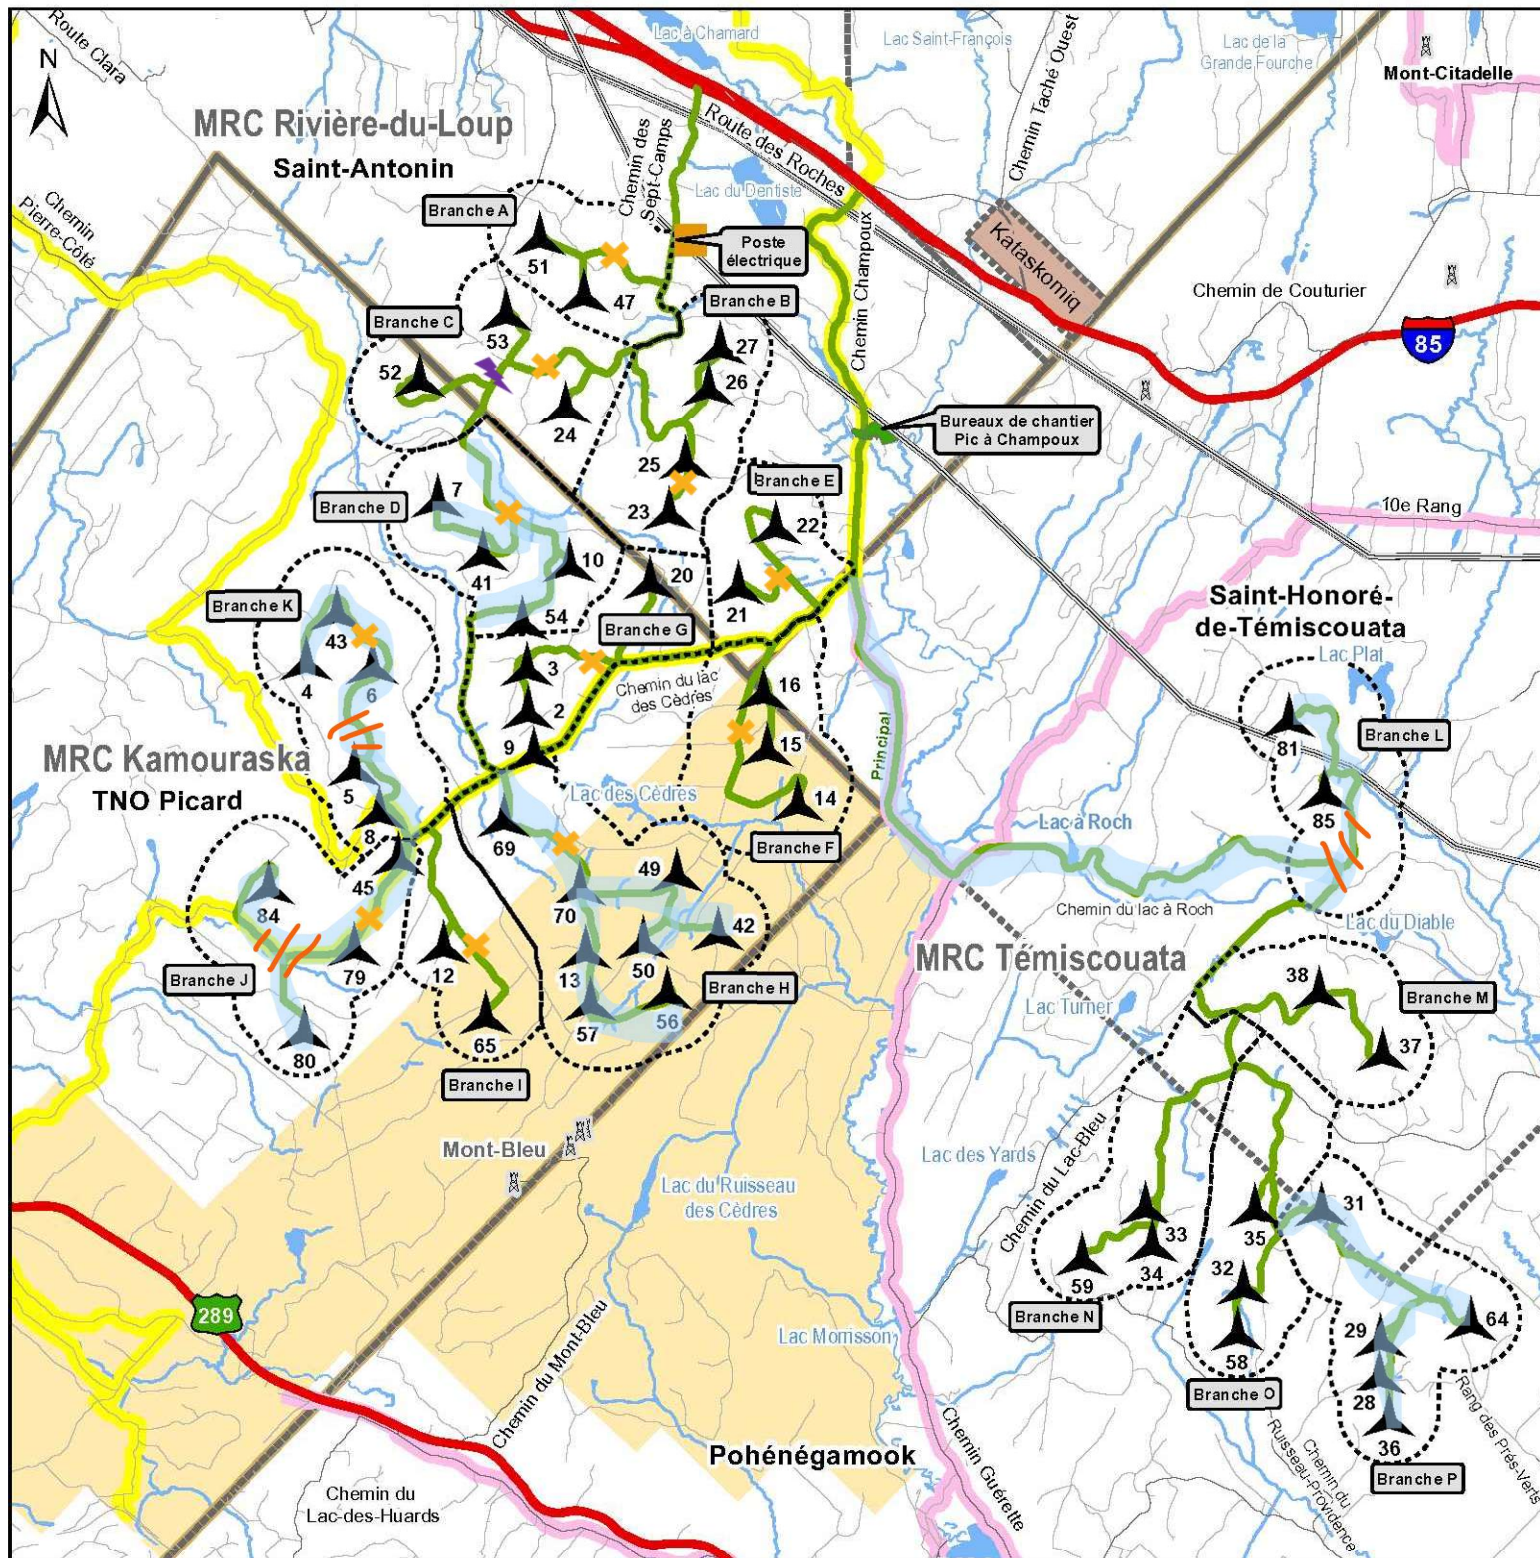 Route Clara
N
Lac à Chamard
Lac Saint-François
Lac de la
Grande Fourche
Mont-Citadelle
Chemin Taché Ouest
MRC Rivière-du-Loup
Saint-Antonin
Chemin des
Sept-Camps
Route des Roches
Lac du Dentiste
Chemin
Pierre-Côté
Branche A
51
47
Poste
électrique
Kataskomiq
Chemin Champoux
Chemin de Couturier
85
Branche B
Branche C
53
52
24
27
26
25
23
Bureaux de chantier
Pic à Champoux
Branche E
22
21
10e Rang
Branche D
7
41
10
54
20
Branche K
43
4
6
5
8
Branche G
3
2
9
Chemin du lac
des Cèdres
16
15
14
Branche F
Principal
Saint-Honoré-
de-Témiscouata
Lac Plat
81
Branche L
85
MRC Kamouraska
TNO Picard
Lac des Cèdres
Lac à Roch
69
45
84
79
80
Branche J
12
65
Branche I
70
49
42
13
50
57
56
Branche H
Chemin du lac à Roch
Lac du Diable
MRC Témiscouata
38
Branche M
37
Lac Turner
Mont-Bleu
Chemin du Lac-Bleu
Lac des Yards
Lac du Ruisseau
des Cèdres
33
34
59
Branche N
35
31
32
58
Branche O
64
29
28
36
Branche P
289
Lac Morrisson
Chemin du Mont-Bleu
Pohénégamook
Chemin Guérette
Chemin du
Ruisseau-Providence
Rang des Prés-Verts
Chemin du
Lac-des-Huards